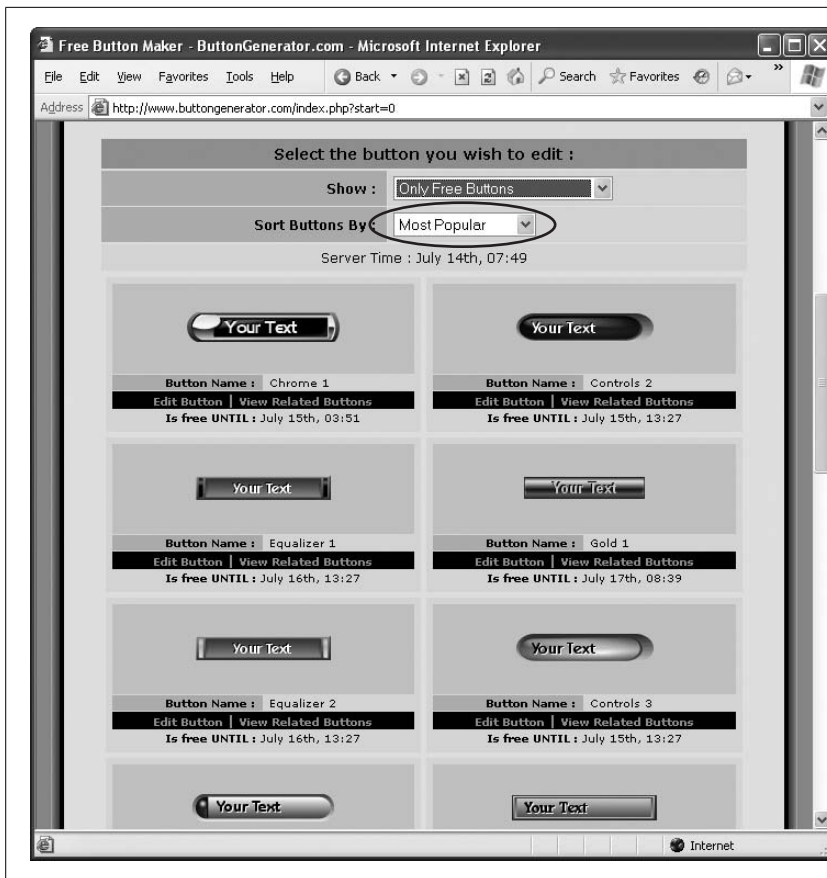 Free Button Maker - ButtonGenerator.com - Microsoft Internet Explorer
File Edit View Favorites Tools Help Back Search Favorites »
Address http://www.buttongenerator.com/index.php?start=0
Select the button you wish to edit :
Show : Only Free Buttons
Sort Buttons By : Most Popular
Server Time : July 14th, 07:49
Your Text Your Text
Button Name : Chrome 1 Button Name : Controls 2
Edit Button | View Related Buttons Edit Button | View Related Buttons
Is free UNTIL : July 15th, 03:51 Is free UNTIL : July 15th, 13:27
Your Text Your Text
Button Name : Equalizer 1 Button Name : Gold 1
Edit Button | View Related Buttons Edit Button | View Related Buttons
Is free UNTIL : July 16th, 13:27 Is free UNTIL : July 17th, 08:39
Your Text Your Text
Button Name : Equalizer 2 Button Name : Controls 3
Edit Button | View Related Buttons Edit Button | View Related Buttons
Is free UNTIL : July 16th, 13:27 Is free UNTIL : July 15th, 13:27
Your Text Your Text
Internet